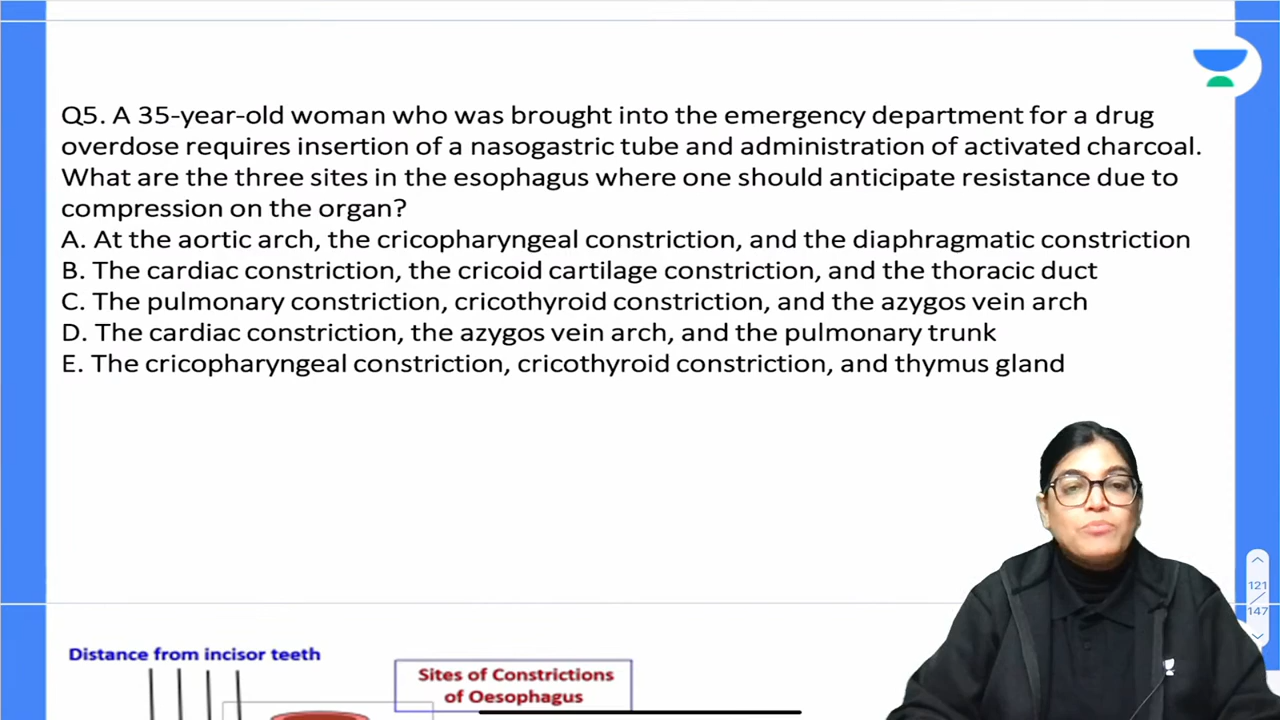 Q5. A 35-year-old woman who was brought into the emergency department for a drug
overdose requires insertion of a nasogastric tube and administration of activated charcoal.
What are the three sites in the esophagus where one should anticipate resistance due to
compression on the organ?
A. At the aortic arch, the cricopharyngeal constriction, and the diaphragmatic constriction
B. The cardiac constriction, the cricoid cartilage constriction, and the thoracic duct
C. The pulmonary constriction, cricothyroid constriction, and the azygos vein arch
D. The cardiac constriction, the azygos vein arch, and the pulmonary trunk
E. The cricopharyngeal constriction, cricothyroid constriction, and thymus gland
121
147
Distance from incisor teeth
Sites of Constrictions
of Oesophagus